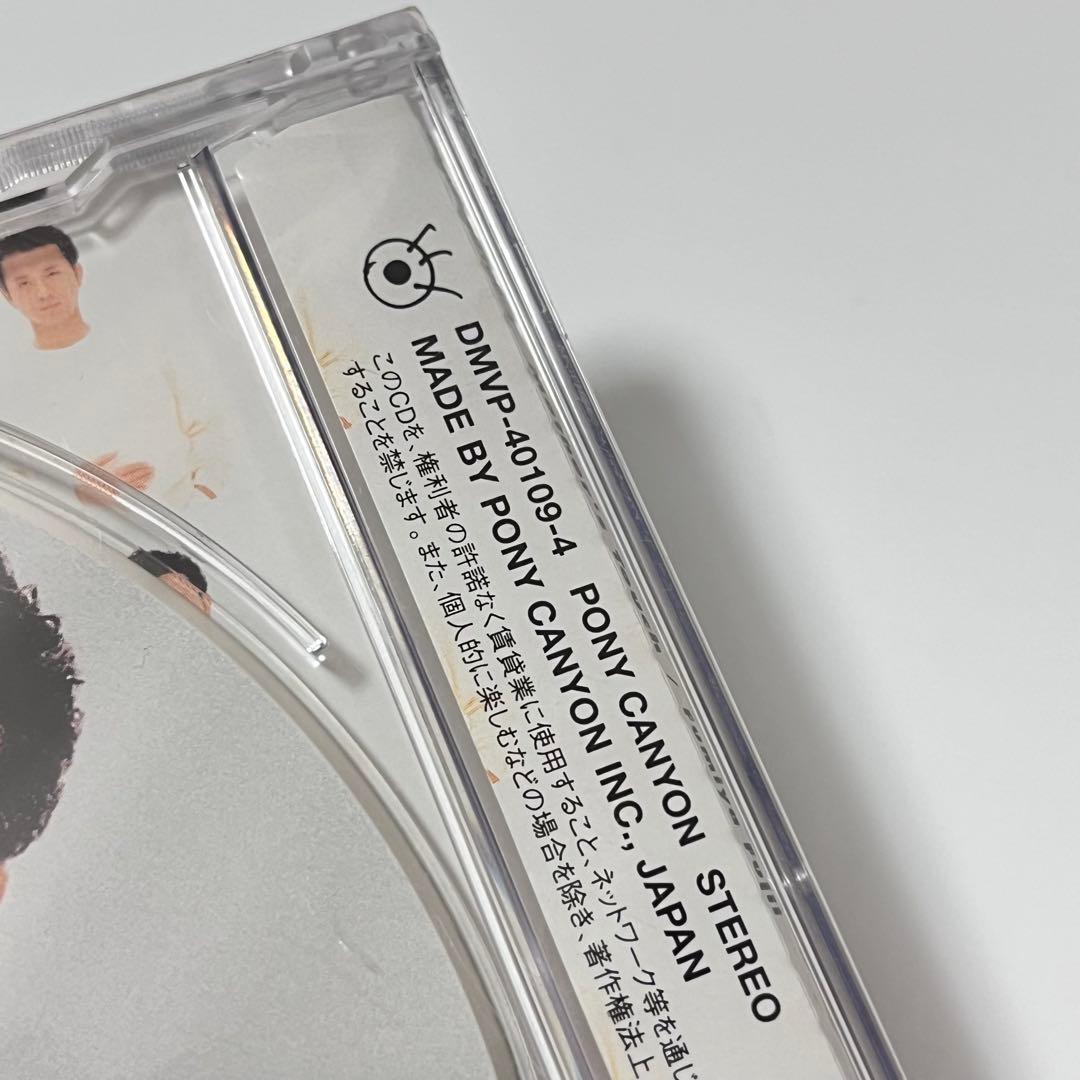 DMVP-40109-4 PONY CANYON STEREO
MADE BY PONY CANYON INC., JAPAN
このCDを、権利者の許諾なく賃貸業に使用すること、ネットワーク等を通じ
することを禁じます。また、個人的に楽しむなどの場合を除き、著作権法上